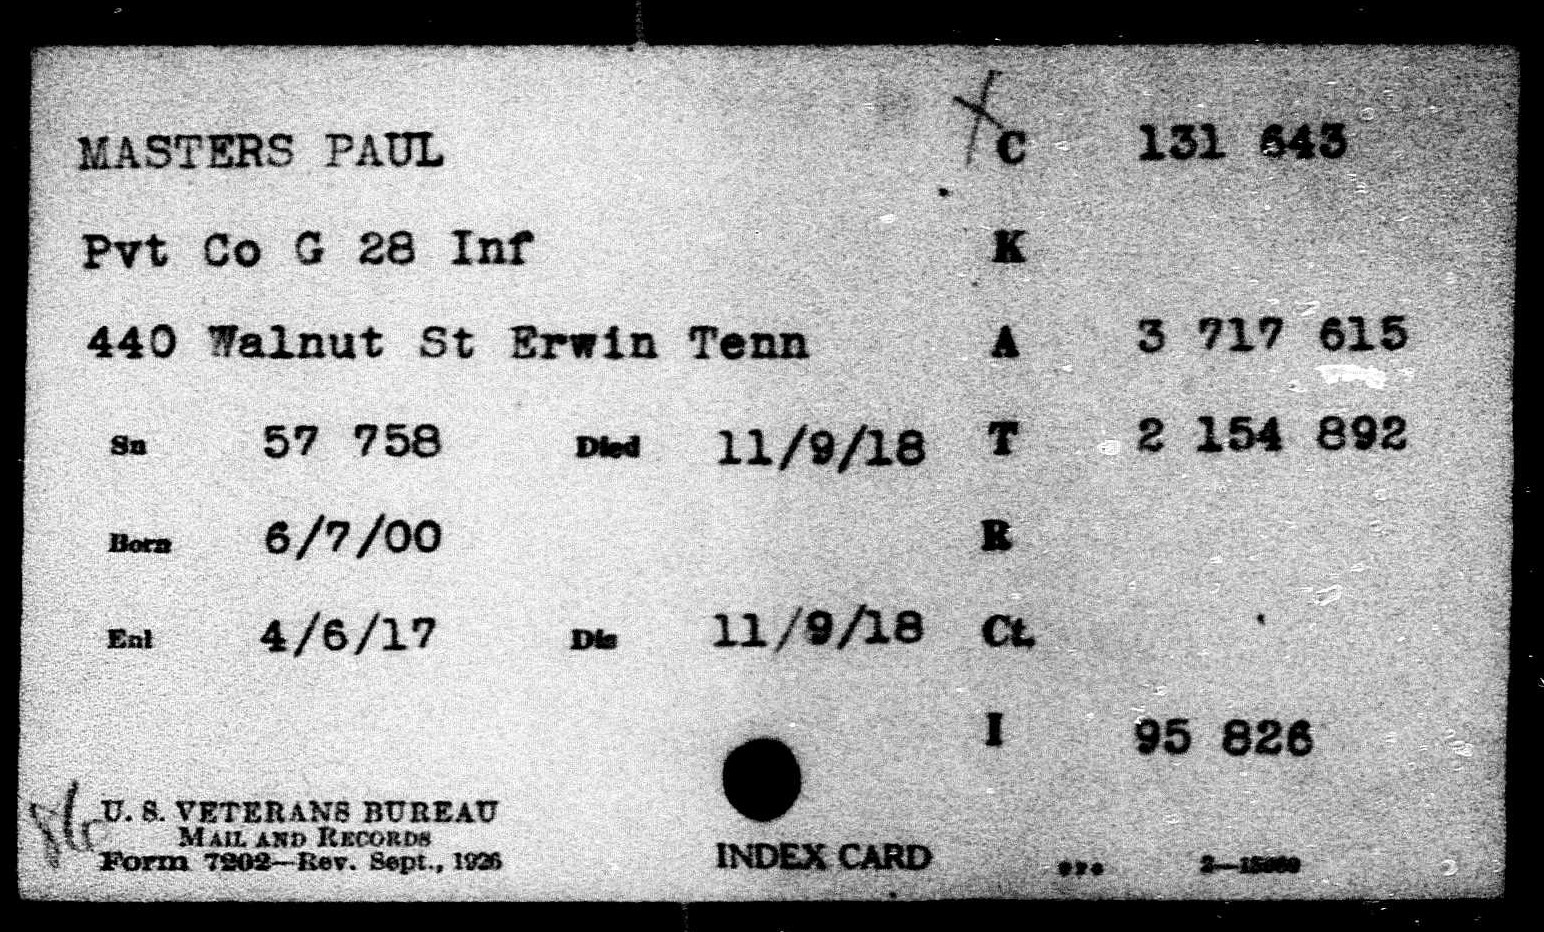 MASTERS PAUL C 131 643
Pvt Co G 28 Inf K
440 Walnut St Erwin Tenn A 3 717 615
Sn 57 758 Died 11/9/18 T 2 154 892
Born 6/7/00 R
Enl 4/6/17 Dis 11/9/18 Ct.
I 95 826
U. S. VETERANS BUREAU
MAIL AND RECORDS
Form 7202—Rev. Sept., 1926
INDEX CARD